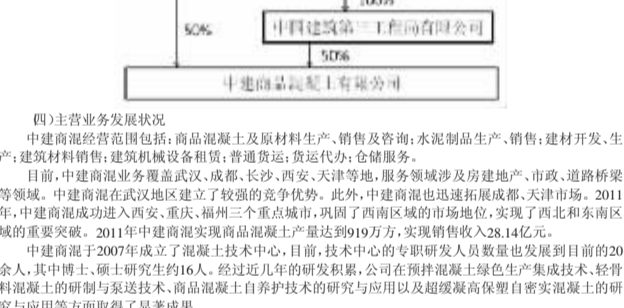 100%
50%
中国建筑第三工程局有限公司
50%
中建商品混凝土有限公司
(四)主营业务发展状况
中建商混经营范围包括:商品混凝土及原材料生产、销售及咨询;水泥制品生产、销售;建材开发、生
产;建筑材料销售;建筑机械设备租赁;普通货运;货运代办;仓储服务。
目前,中建商混业务覆盖武汉、成都、长沙、西安、天津等地,服务领域涉及房建地产、市政、道路桥梁
等领域。中建商混在武汉地区建立了较强的竞争优势。此外,中建商混也迅速拓展成都、天津市场。2011
年,中建商混成功进入西安、重庆、福州三个重点城市,巩固了西南区域的市场地位,实现了西北和东南区
域的重要突破。2011年中建商混实现商品混凝土产量达到919万方,实现销售收入28.14亿元。
中建商混于2007年成立了混凝土技术中心,目前,技术中心的专职研发人员数量也发展到目前的20
余人,其中博士、硕士研究生约16人。经过近几年的研发积累,公司在预拌混凝土绿色生产集成技术、轻骨
料混凝土的研制与泵送技术、商品混凝土自养护技术的研究与应用以及超缓凝高保塑自密实混凝土的研
究与应用等方面取得了显著成果。